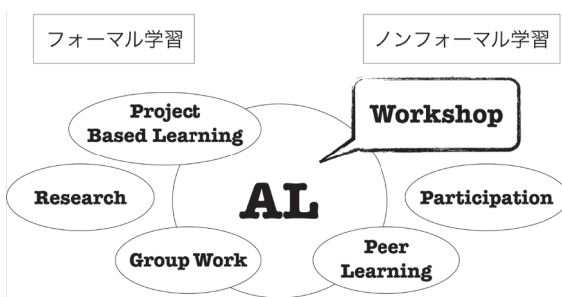 フォーマル学習
ノンフォーマル学習
Project
Based Learning
Workshop
Research
AL
Participation
Group Work
Peer
Learning